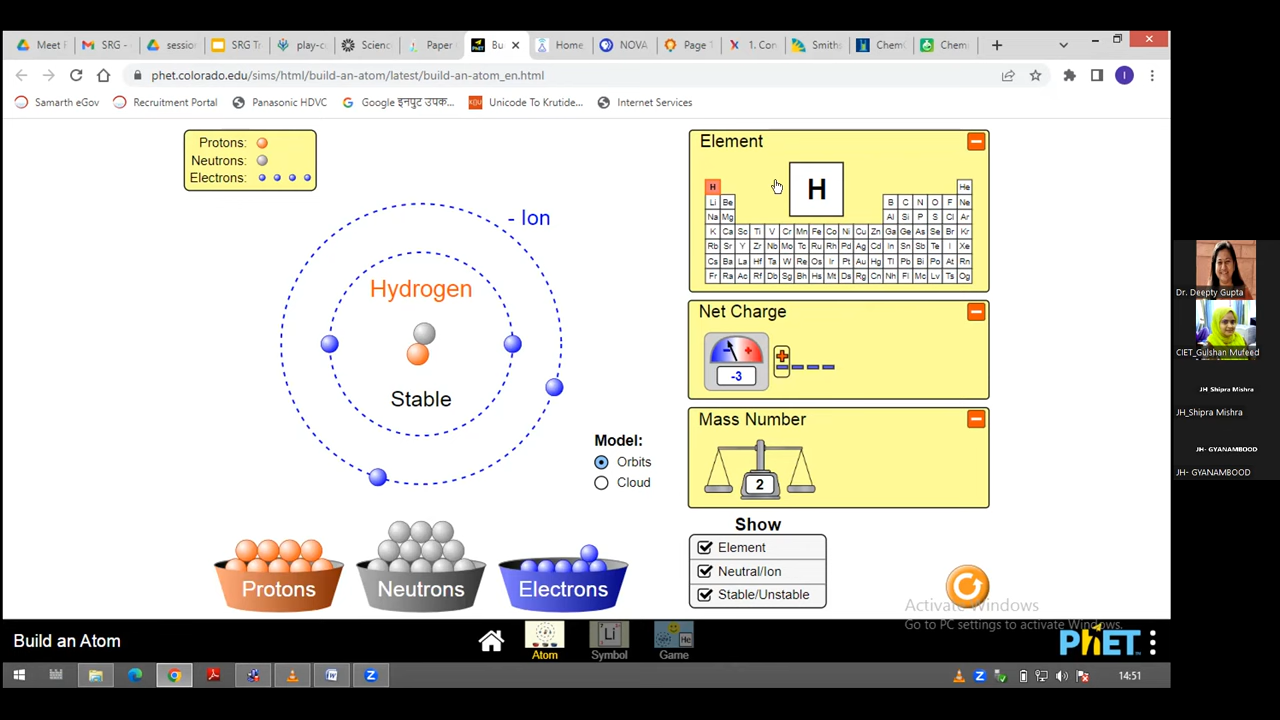 Meet
SRG -
sessio
SRG Tr
play-c
Scienc
Paper
Bu
Home
NOVA
Page
1. Con
Smiths
ChemC
Chemi
phet.colorado.edu/sims/html/build-an-atom/latest/build-an-atom_en.html
Samarth eGov
Recruitment Portal
Panasonic HDVC
Google इनपुट उपक...
Unicode To Krutide...
Internet Services
Protons:
Neutrons:
Electrons:
- Ion
Hydrogen
Stable
Model:
Orbits
Cloud
Protons
Neutrons
Electrons
Element
H
H He
Li Be B C N O F Ne
Na Mg Al Si P S Cl Ar
K Ca Sc Ti V Cr Mn Fe Co Ni Cu Zn Ga Ge As Se Br Kr
Rb Sr Y Zr Nb Mo Tc Ru Rh Pd Ag Cd In Sn Sb Te I Xe
Cs Ba La Hf Ta W Re Os Ir Pt Au Hg Tl Pb Bi Po At Rn
Fr Ra Ac Rf Db Sg Bh Hs Mt Ds Rg Cn Nh Fl Mc Lv Ts Og
Net Charge
- +
-3
+
Mass Number
2
Show
Element
Neutral/Ion
Stable/Unstable
Activate Windows
Go to PC settings to activate Windows.
Build an Atom
Atom
Li
Symbol
He
Game
PhET
14:51
Dr. Deepty Gupta
CIET_Gulshan Mufeed
JH Shipra Mishra
JH_Shipra Mishra
JH- GYANAMBOOD
JH- GYANAMBOOD